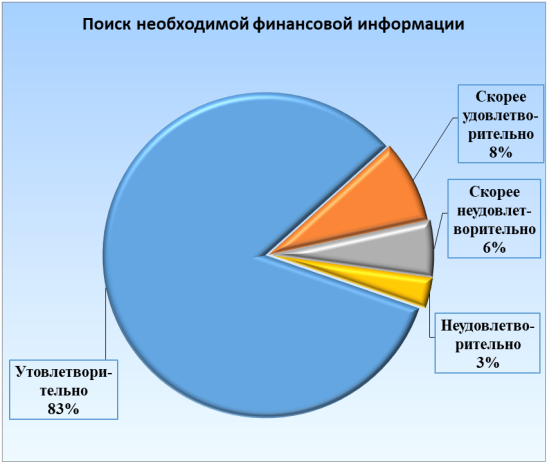 Поиск необходимой финансовой информации
Скорее
удовлетво-
рительно
8%
Скорее
неудовлет-
ворительно
6%
Неудовлетво-
рительно
3%
Утовлетвори-
тельно
83%